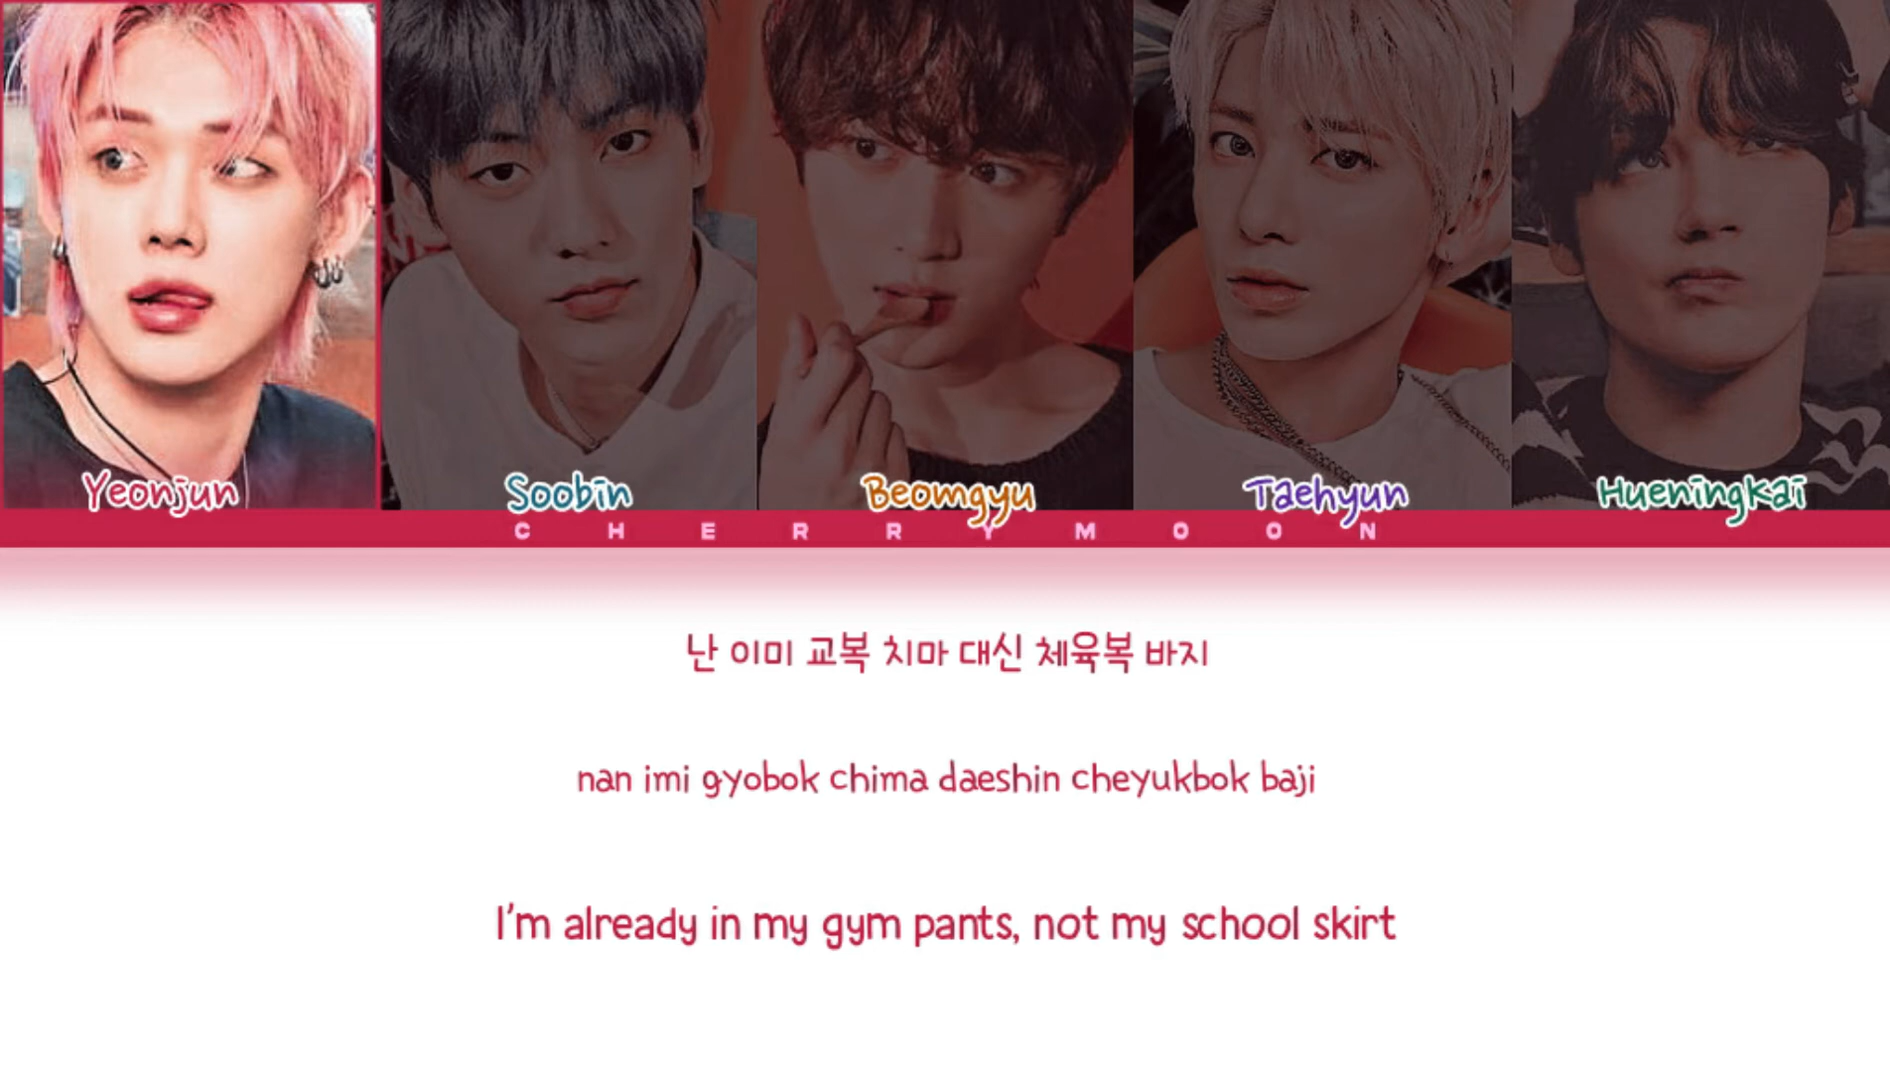 Yeonjun Soobin Beomgyu Taehyun HueningKai
CHERRYMOON
난 이미 교복 치마 대신 체육복 바지
nan imi gyobok chima daeshin cheyukbok baji
I'm already in my gym pants, not my school skirt